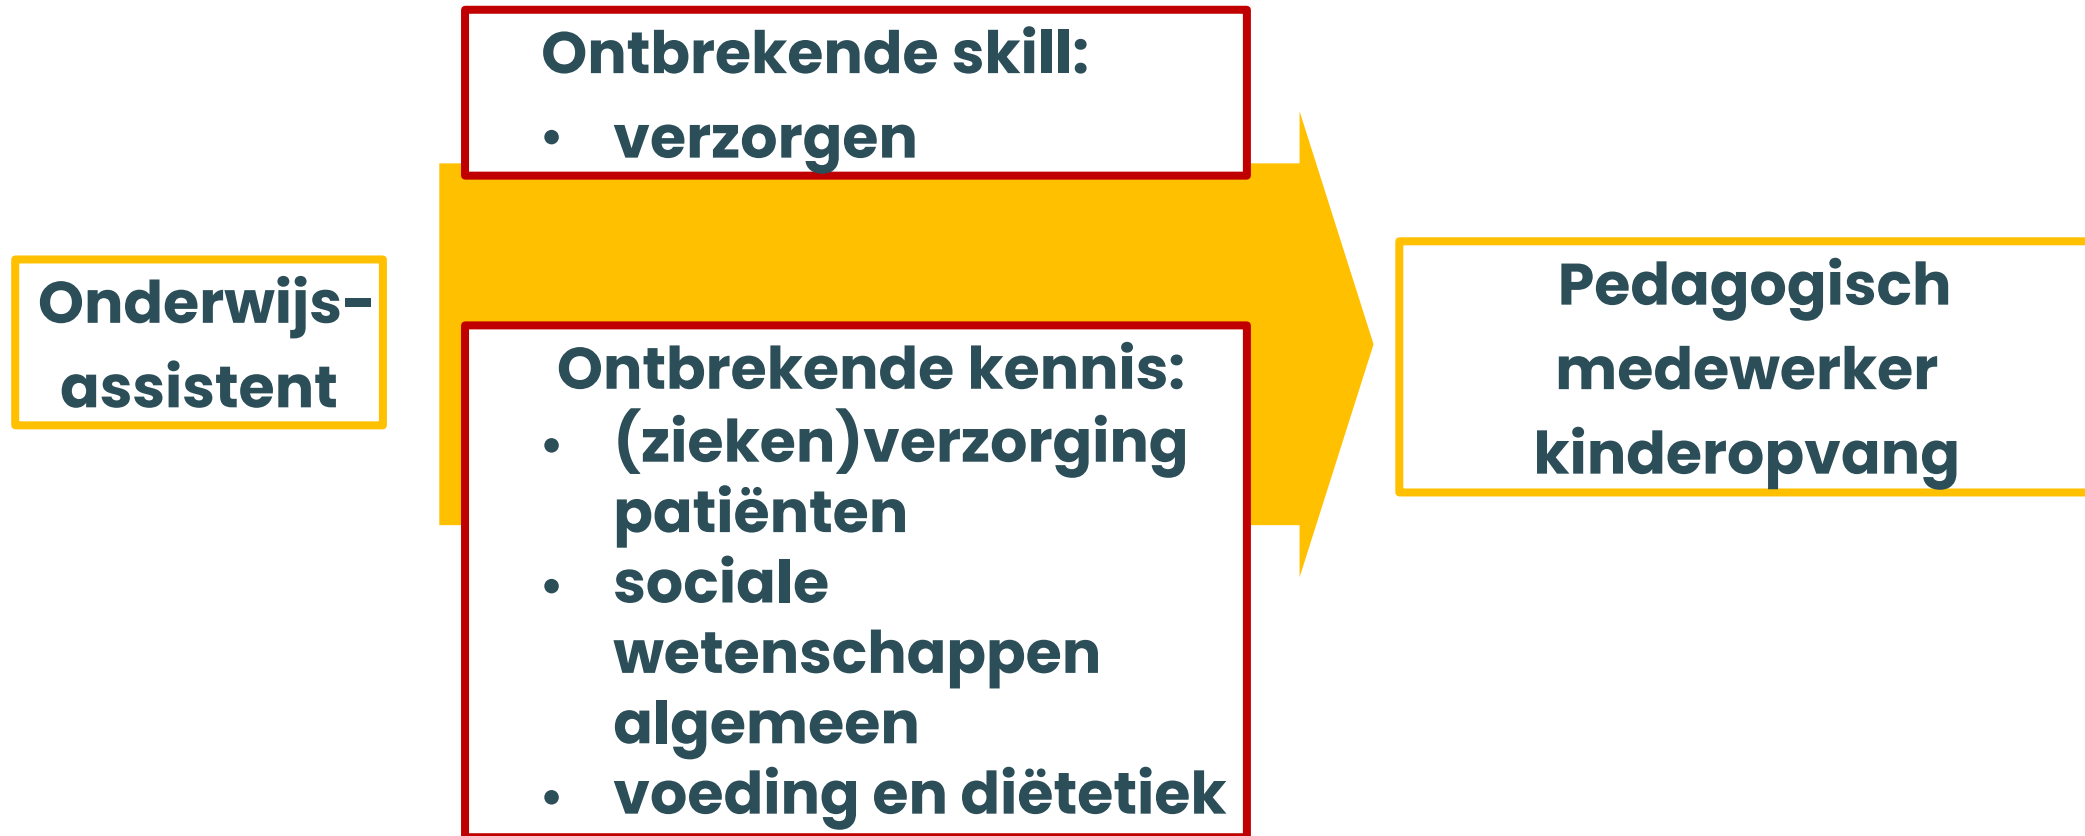 Onderwijs-
assistent
Ontbrekende skill:
• verzorgen
Ontbrekende kennis:
• (zieken)verzorging
patiënten
• sociale
wetenschappen
algemeen
• voeding en diëtetiek
Pedagogisch
medewerker
kinderopvang